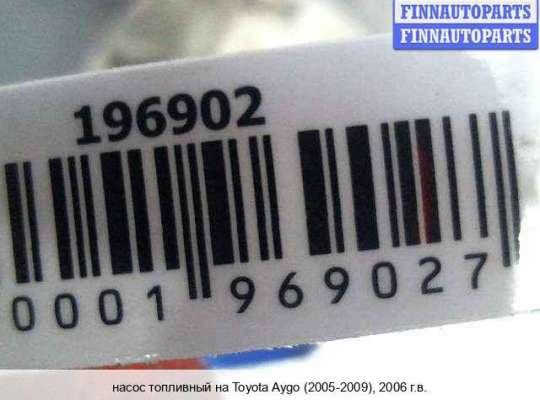 FINNAUTOPARTS
FINNAUTOPARTS
196902
0001 969027
насос топливный на Toyota Aygo (2005-2009), 2006 г.в.